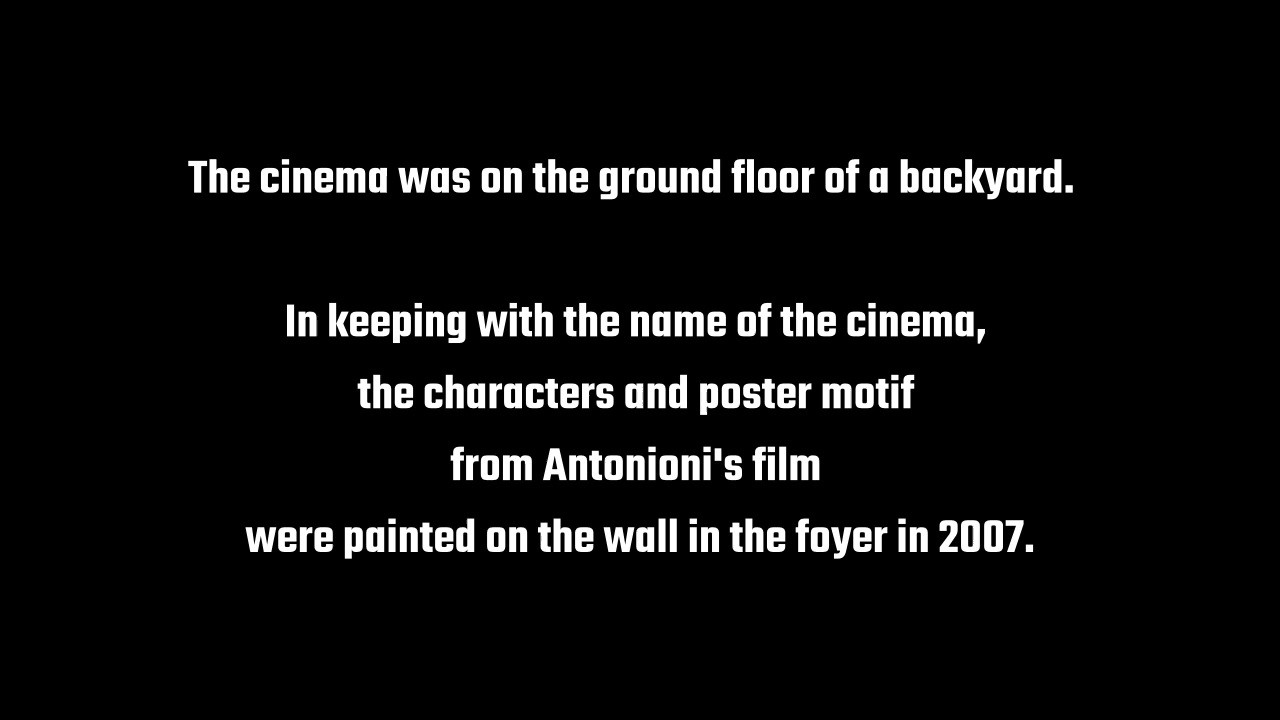 The cinema was on the ground floor of a backyard.
In keeping with the name of the cinema,
the characters and poster motif
from Antonioni's film
were painted on the wall in the foyer in 2007.